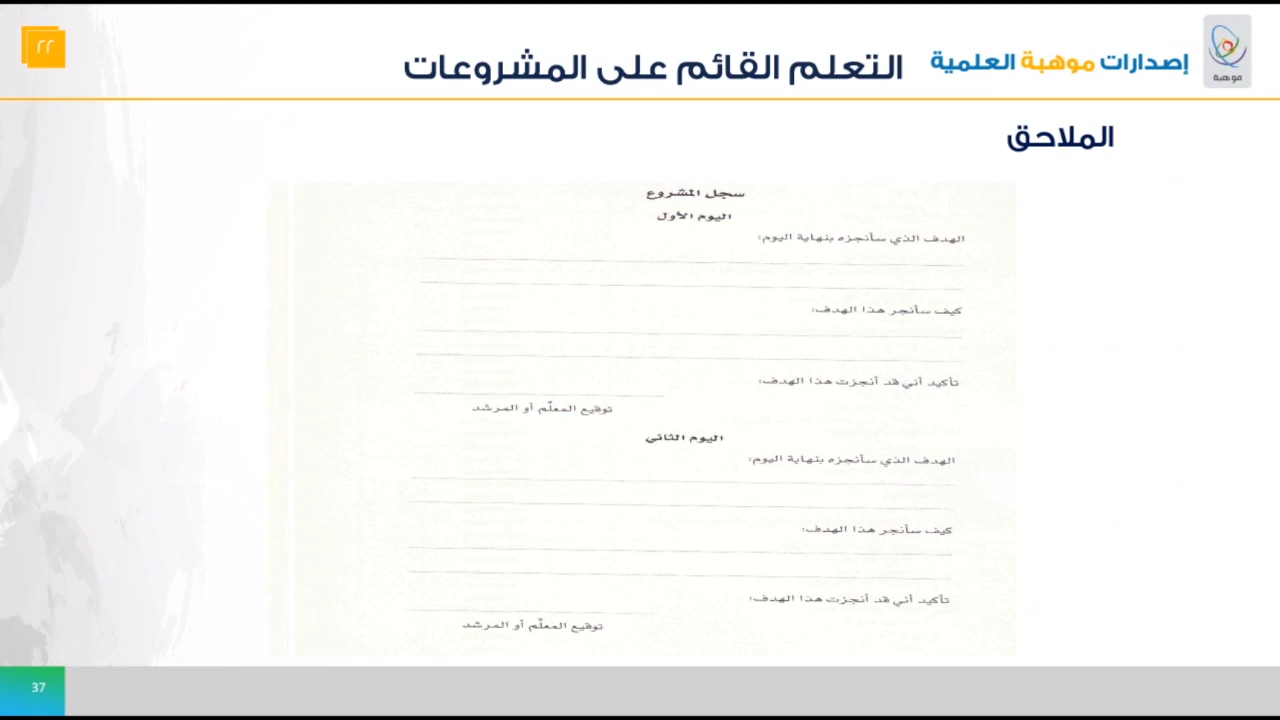 موهبة
إصدارات موهبة العلمية
التعلم القائم على المشروعات
٢٢
الملاحق
سجل المشروع
اليوم الأول
الهدف الذي سأنجزه بنهاية اليوم:
كيف سأنجز هذا الهدف:
تأكيد أني قد أنجزت هذا الهدف:
توقيع المعلّم أو المرشد
اليوم الثاني
الهدف الذي سأنجزه بنهاية اليوم:
كيف سأنجز هذا الهدف:
تأكيد أني قد أنجزت هذا الهدف:
توقيع المعلّم أو المرشد
37